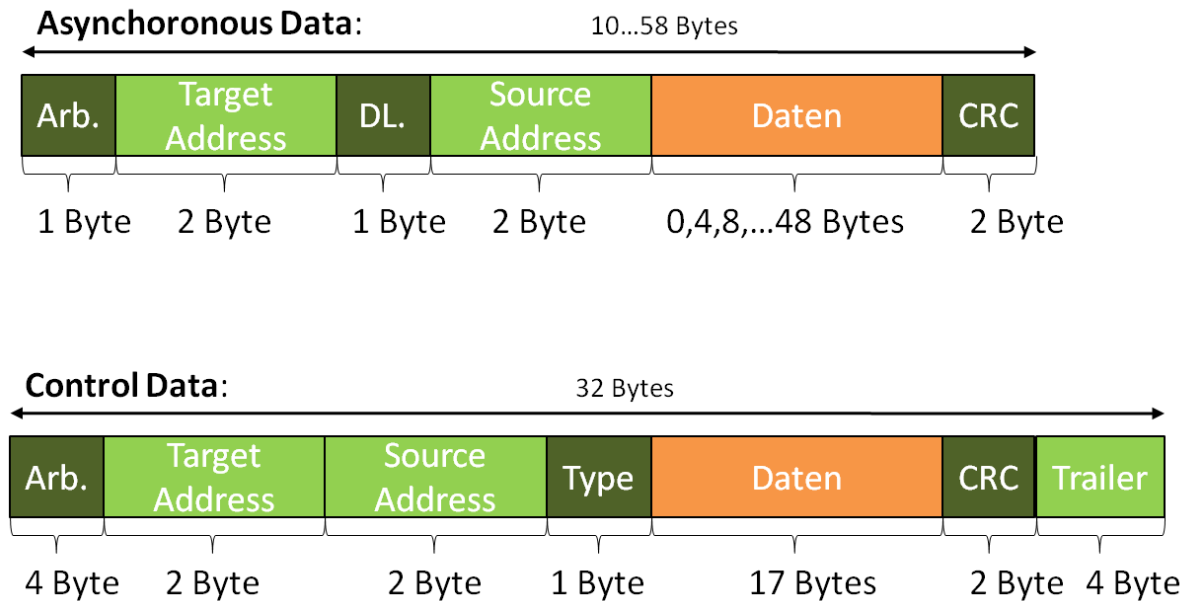 Asynchoronous Data:
10...58 Bytes
Arb.
Target
Address
DL.
Source
Address
Daten
CRC
1 Byte
2 Byte
1 Byte
2 Byte
0,4,8,...48 Bytes
2 Byte
Control Data:
32 Bytes
Arb.
Target
Address
Source
Address
Type
Daten
CRC
Trailer
4 Byte
2 Byte
2 Byte
1 Byte
17 Bytes
2 Byte
4 Byte